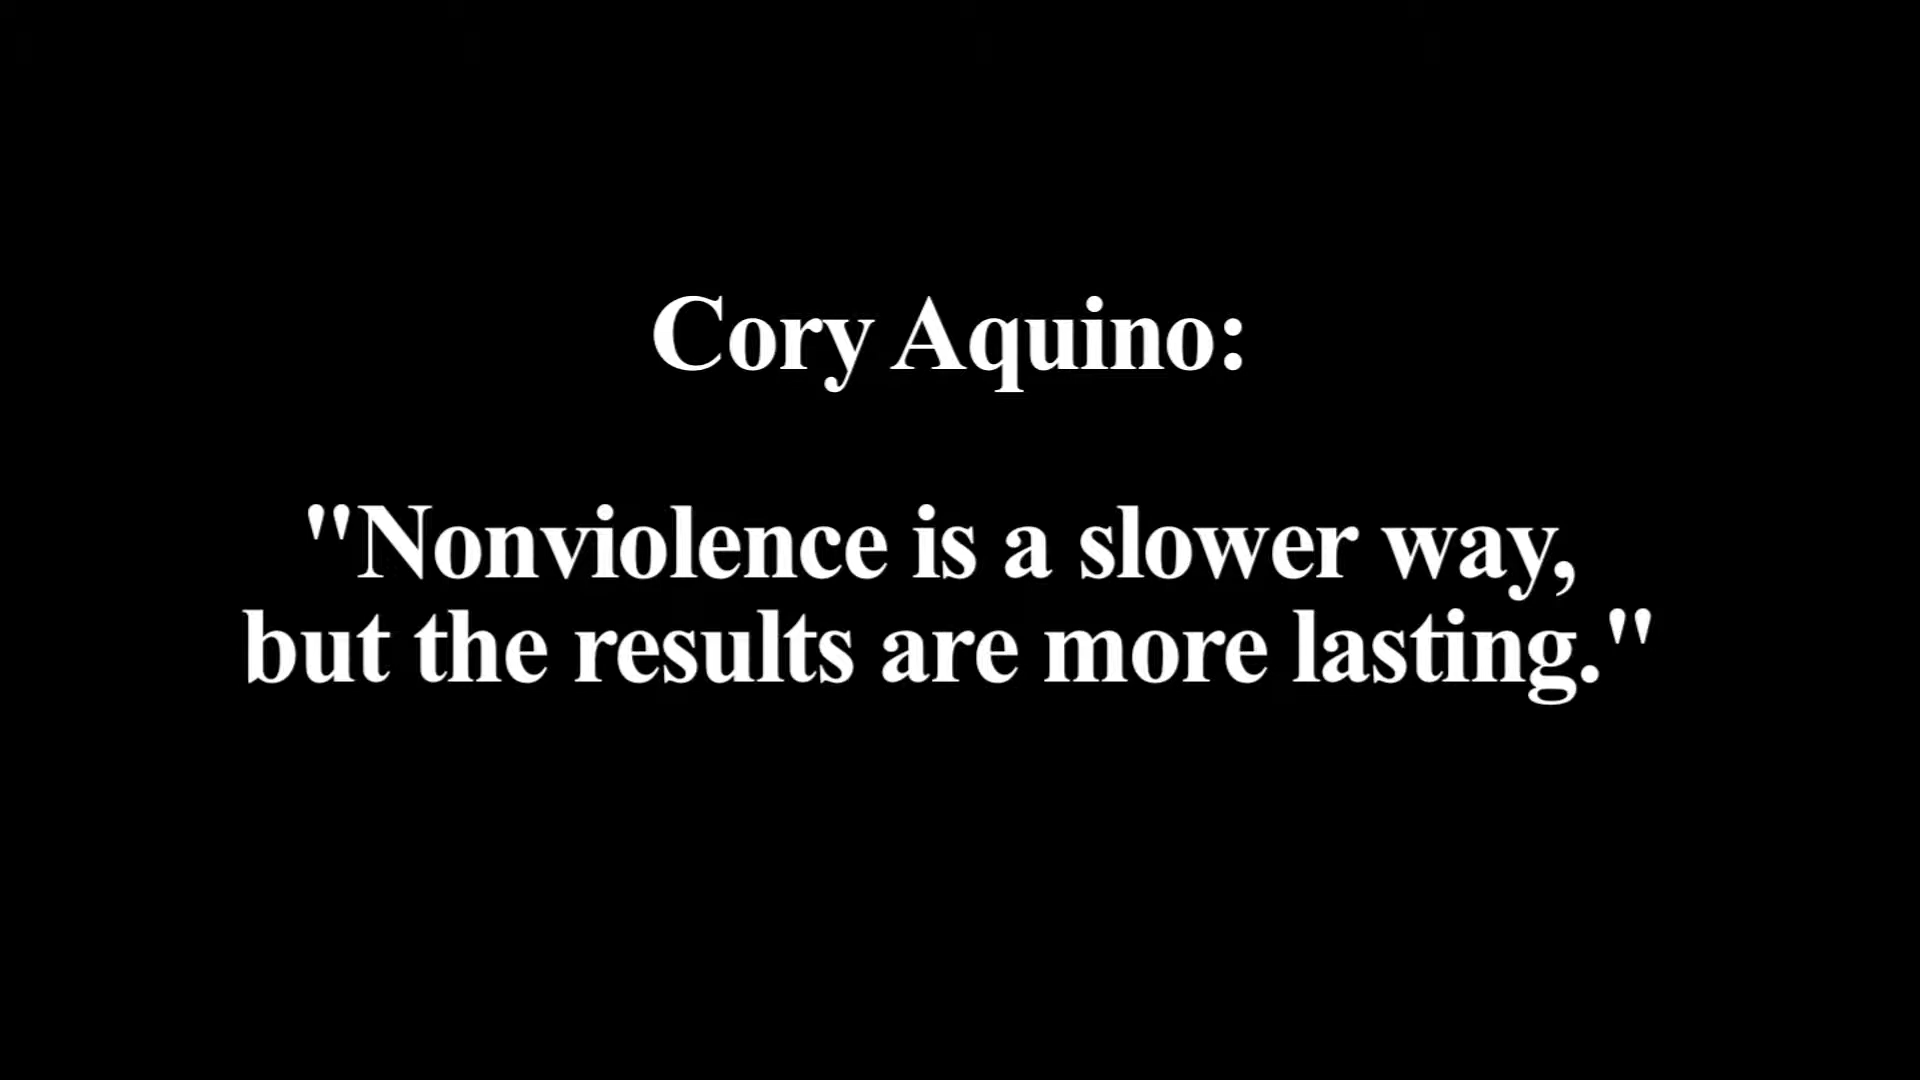 Cory Aquino:
"Nonviolence is a slower way,
but the results are more lasting."